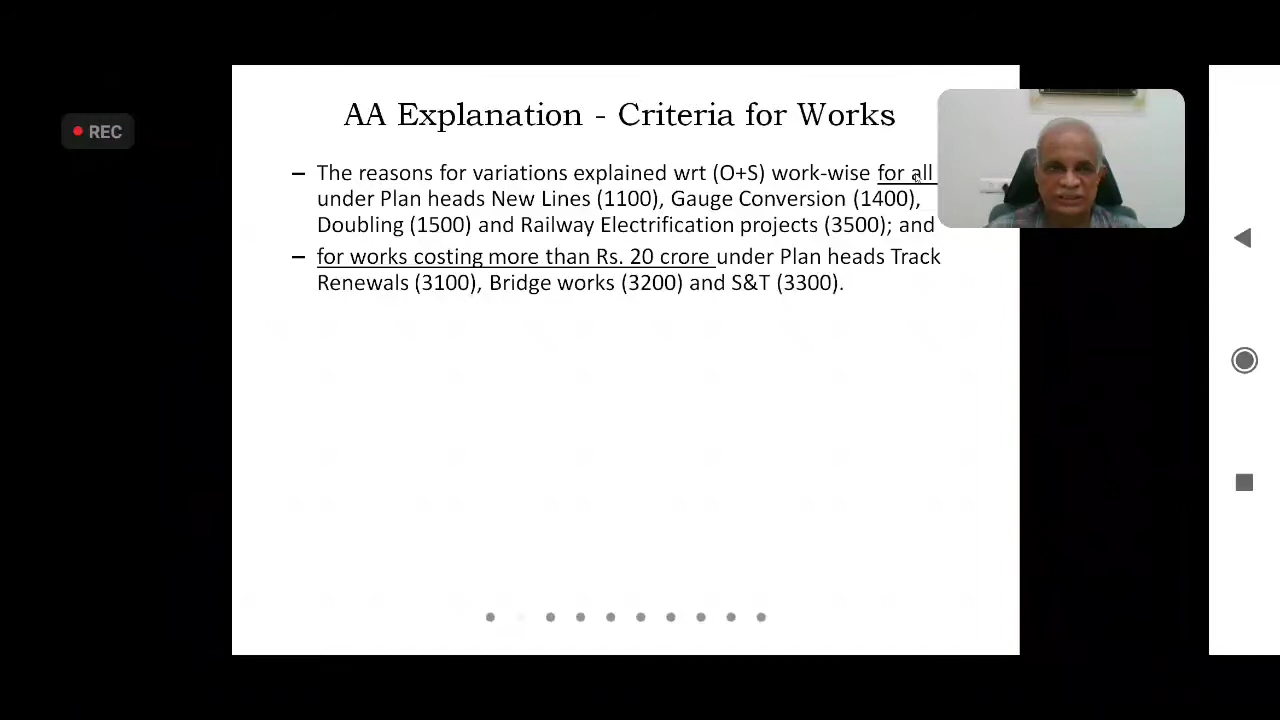 AA Explanation - Criteria for Works
REC
– The reasons for variations explained wrt (O+S) work-wise for all
under Plan heads New Lines (1100), Gauge Conversion (1400),
Doubling (1500) and Railway Electrification projects (3500); and
– for works costing more than Rs. 20 crore under Plan heads Track
Renewals (3100), Bridge works (3200) and S&T (3300).